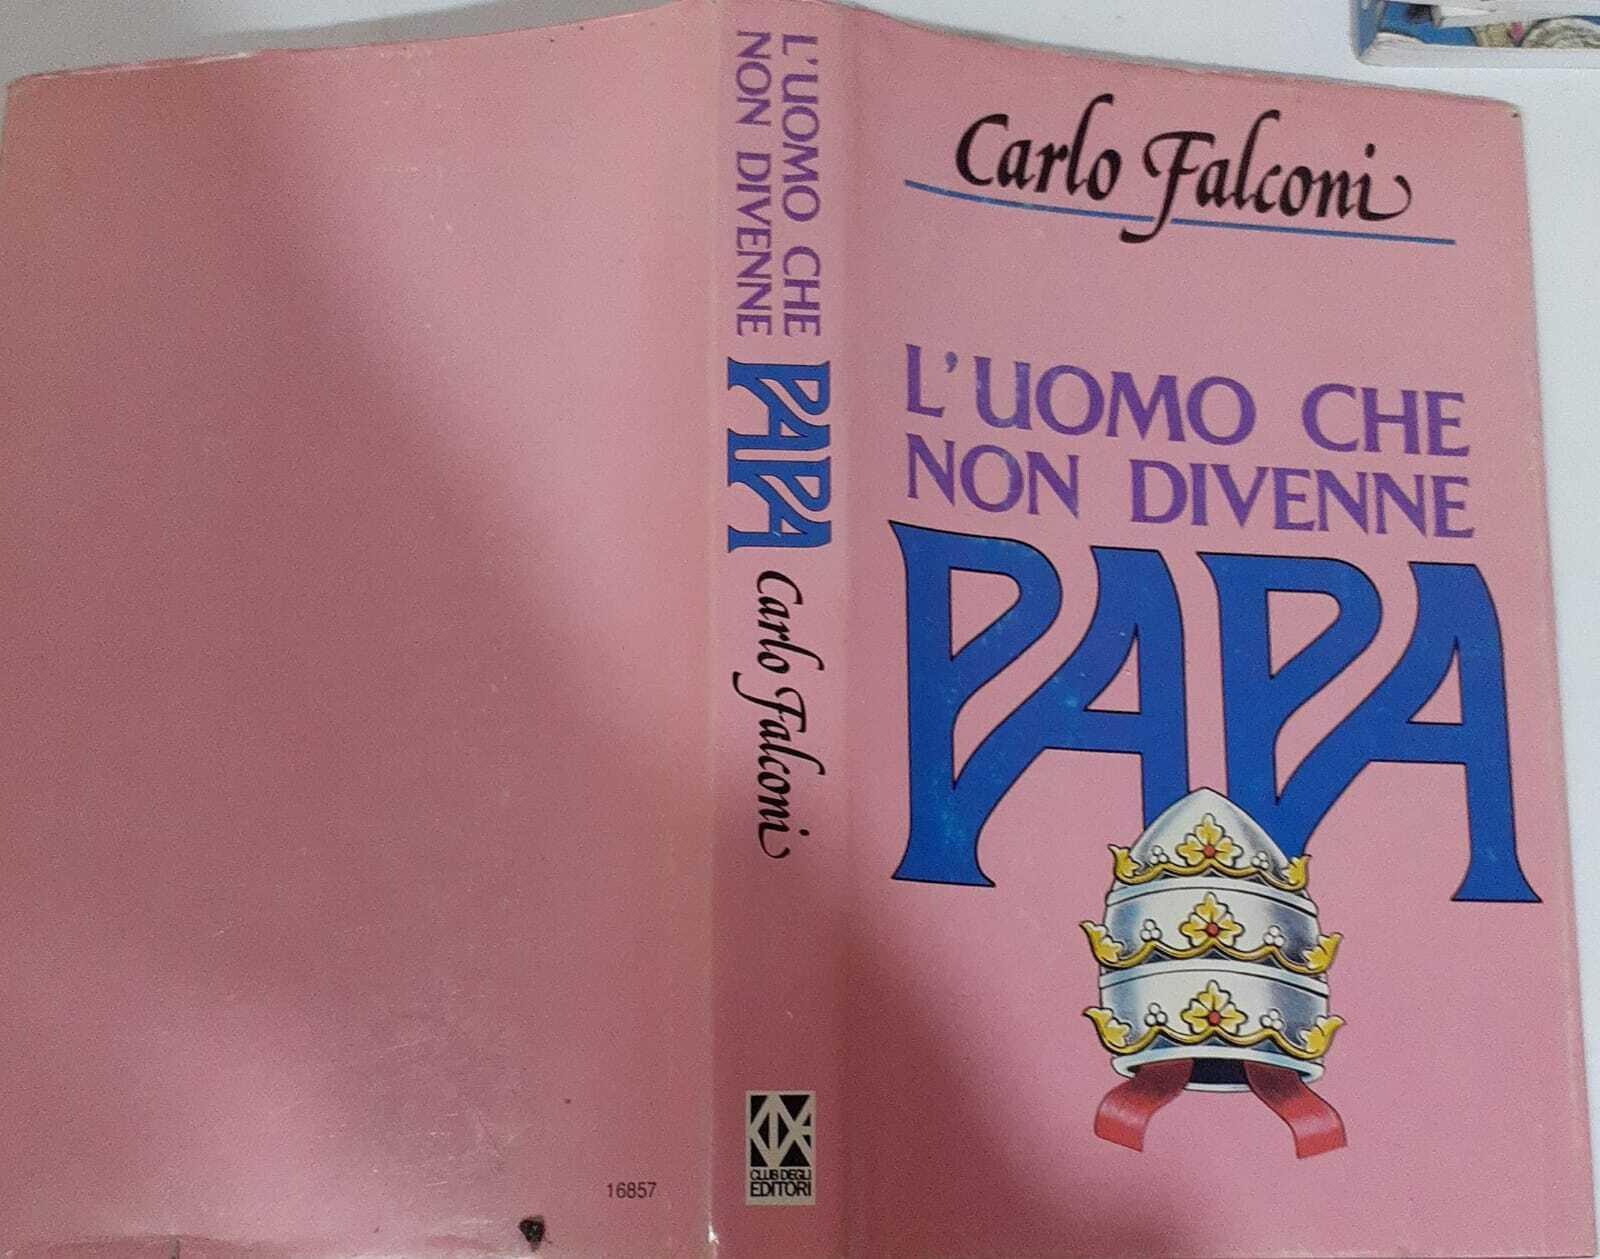 Carlo Falconi
L'UOMO CHE
NON DIVENNE
PAPA
L'UOMO CHE
NON DIVENNE
PAPA
Carlo Falconi
CLUB DEGLI
EDITORI
16857